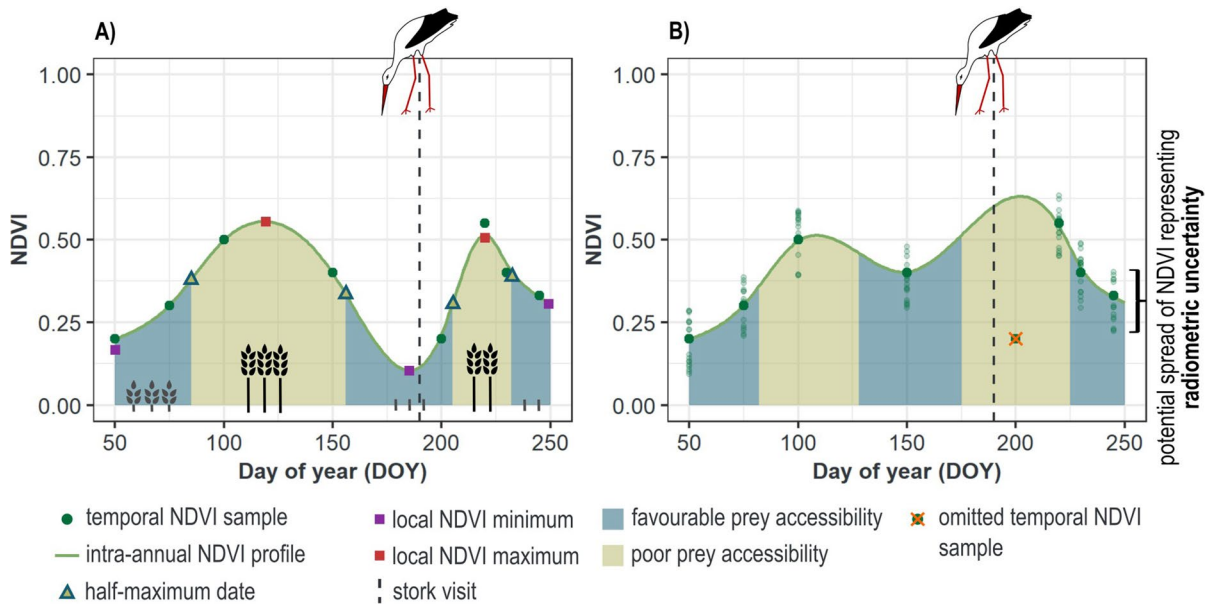 A)
B)
1.00
0.75
0.50
0.25
0.00
NDVI
50 100 150 200 250
Day of year (DOY)
1.00
0.75
0.50
0.25
0.00
NDVI
50 100 150 200 250
Day of year (DOY)
potential spread of NDVI representing
radiometric uncertainty
temporal NDVI sample
intra-annual NDVI profile
half-maximum date
local NDVI minimum
local NDVI maximum
stork visit
favourable prey accessibility
poor prey accessibility
omitted temporal NDVI
sample